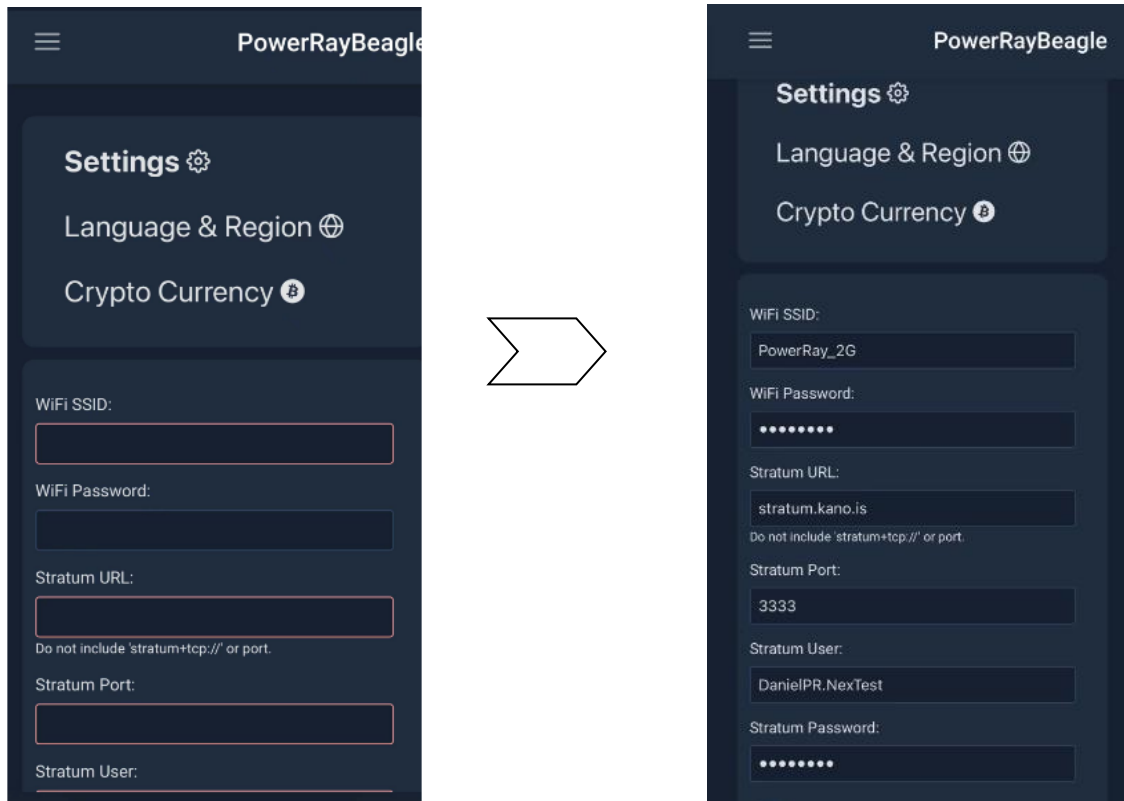 PowerRayBeagle
Settings
Language & Region
Crypto Currency
WiFi SSID:
WiFi Password:
Stratum URL:
Do not include 'stratum+tcp://' or port.
Stratum Port:
Stratum User:
PowerRayBeagle
Settings
Language & Region
Crypto Currency
WiFi SSID:
PowerRay_2G
WiFi Password:
••••••••
Stratum URL:
stratum.kano.is
Do not include 'stratum+tcp://' or port.
Stratum Port:
3333
Stratum User:
DanielPR.NexTest
Stratum Password:
••••••••